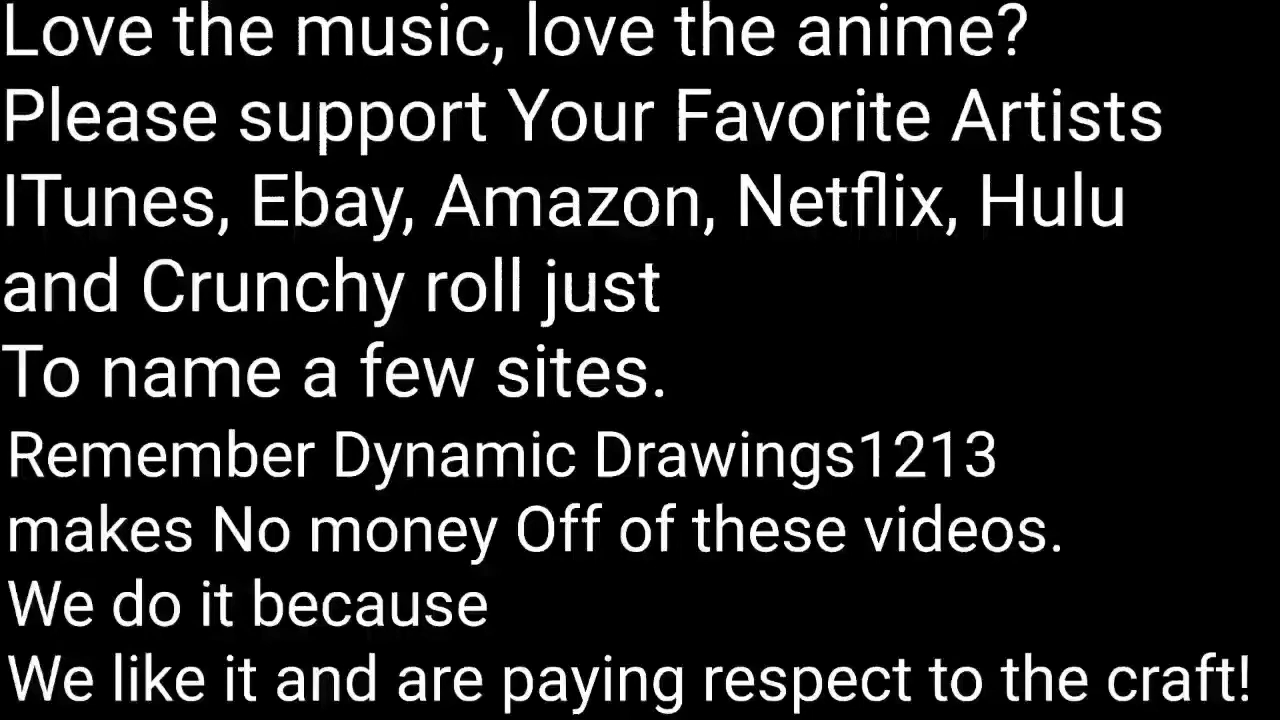 Love the music, love the anime?
Please support Your Favorite Artists
ITunes, Ebay, Amazon, Netflix, Hulu
and Crunchy roll just
To name a few sites.
Remember Dynamic Drawings1213
makes No money Off of these videos.
We do it because
We like it and are paying respect to the craft!